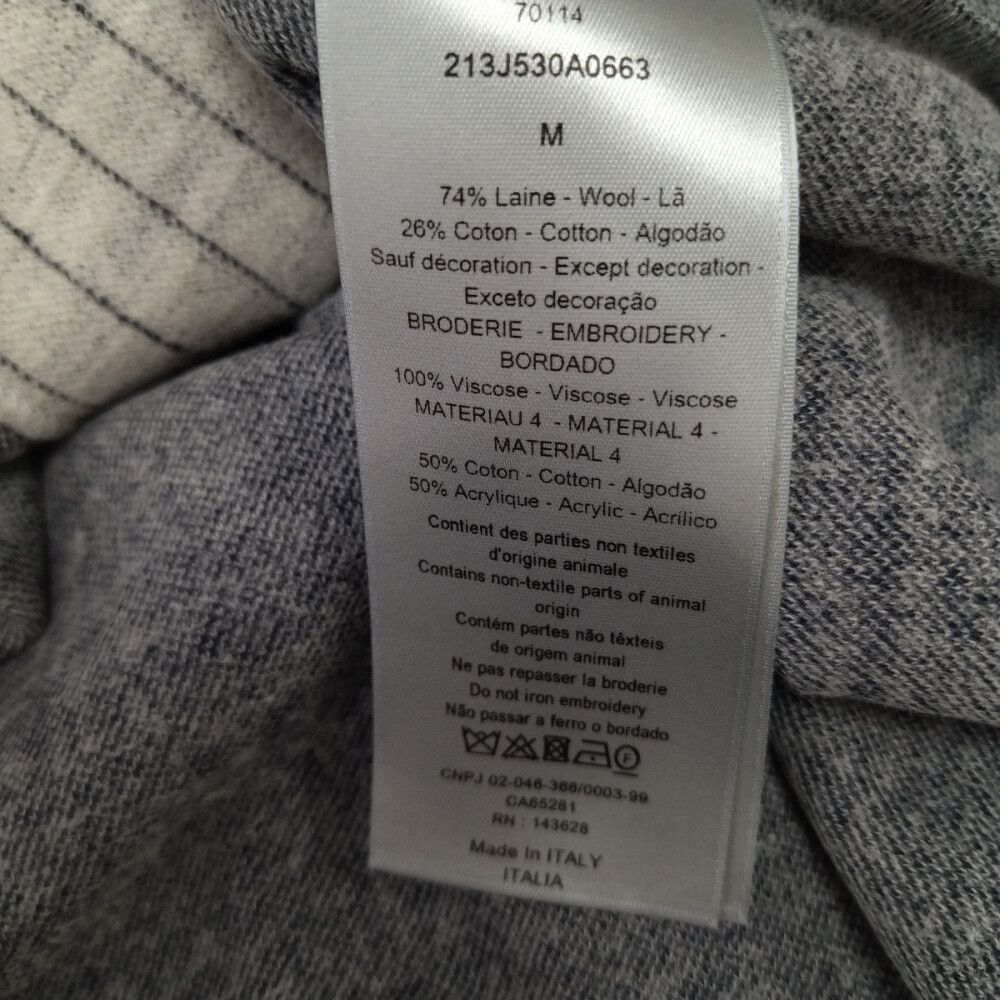 70114
213J530A0663
M
74% Laine - Wool - Lã
26% Coton - Cotton - Algodão
Sauf décoration - Except decoration -
Exceto decoração
BRODERIE - EMBROIDERY -
BORDADO
100% Viscose - Viscose - Viscose
MATERIAU 4 - MATERIAL 4 -
MATERIAL 4
50% Coton - Cotton - Algodão
50% Acrylique - Acrylic - Acrílico
Contient des parties non textiles
d'origine animale
Contains non-textile parts of animal
origin
Contém partes não têxteis
de origem animal
Ne pas repasser la broderie
Do not iron embroidery
Não passar a ferro o bordado
F
CNPJ 02-046-366/0003-99
CA65281
RN : 143628
Made In ITALY
ITALIA